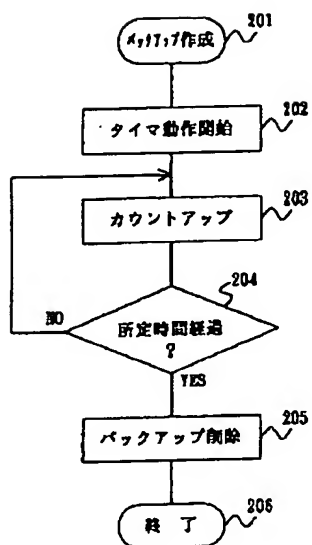 バックアップ作成
201
タイマ動作開始
202
カウントアップ
203
204
NO
所定時間経過
?
YES
バックアップ削除
205
終了
206